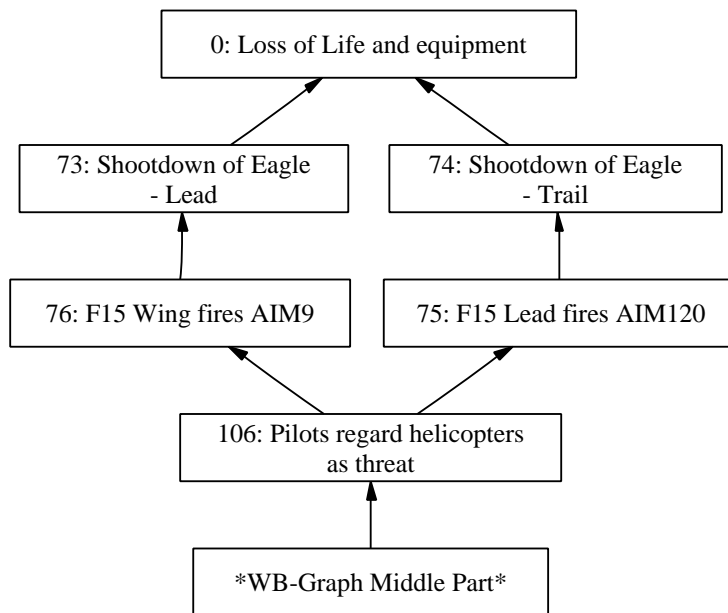 0: Loss of Life and equipment
73: Shootdown of Eagle
- Lead
74: Shootdown of Eagle
- Trail
76: F15 Wing fires AIM9
75: F15 Lead fires AIM120
106: Pilots regard helicopters
as threat
*WB-Graph Middle Part*